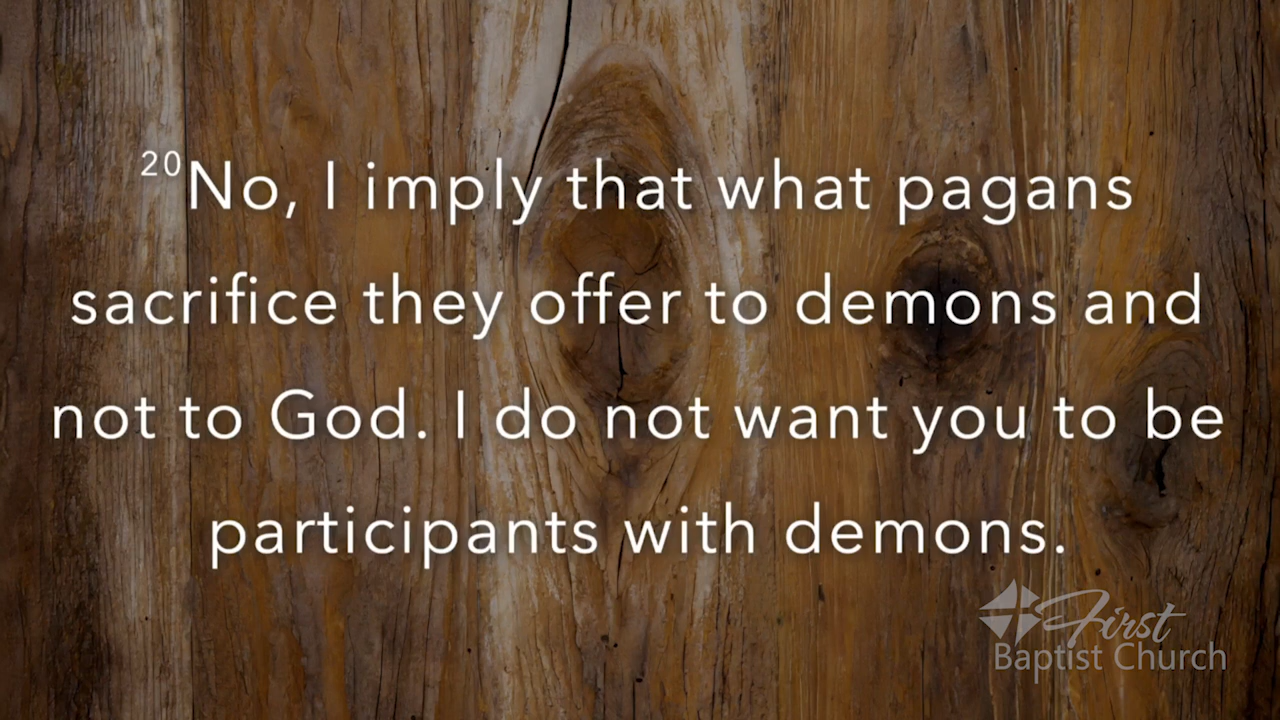 20No, I imply that what pagans
sacrifice they offer to demons and
not to God. I do not want you to be
participants with demons.
First
Baptist Church